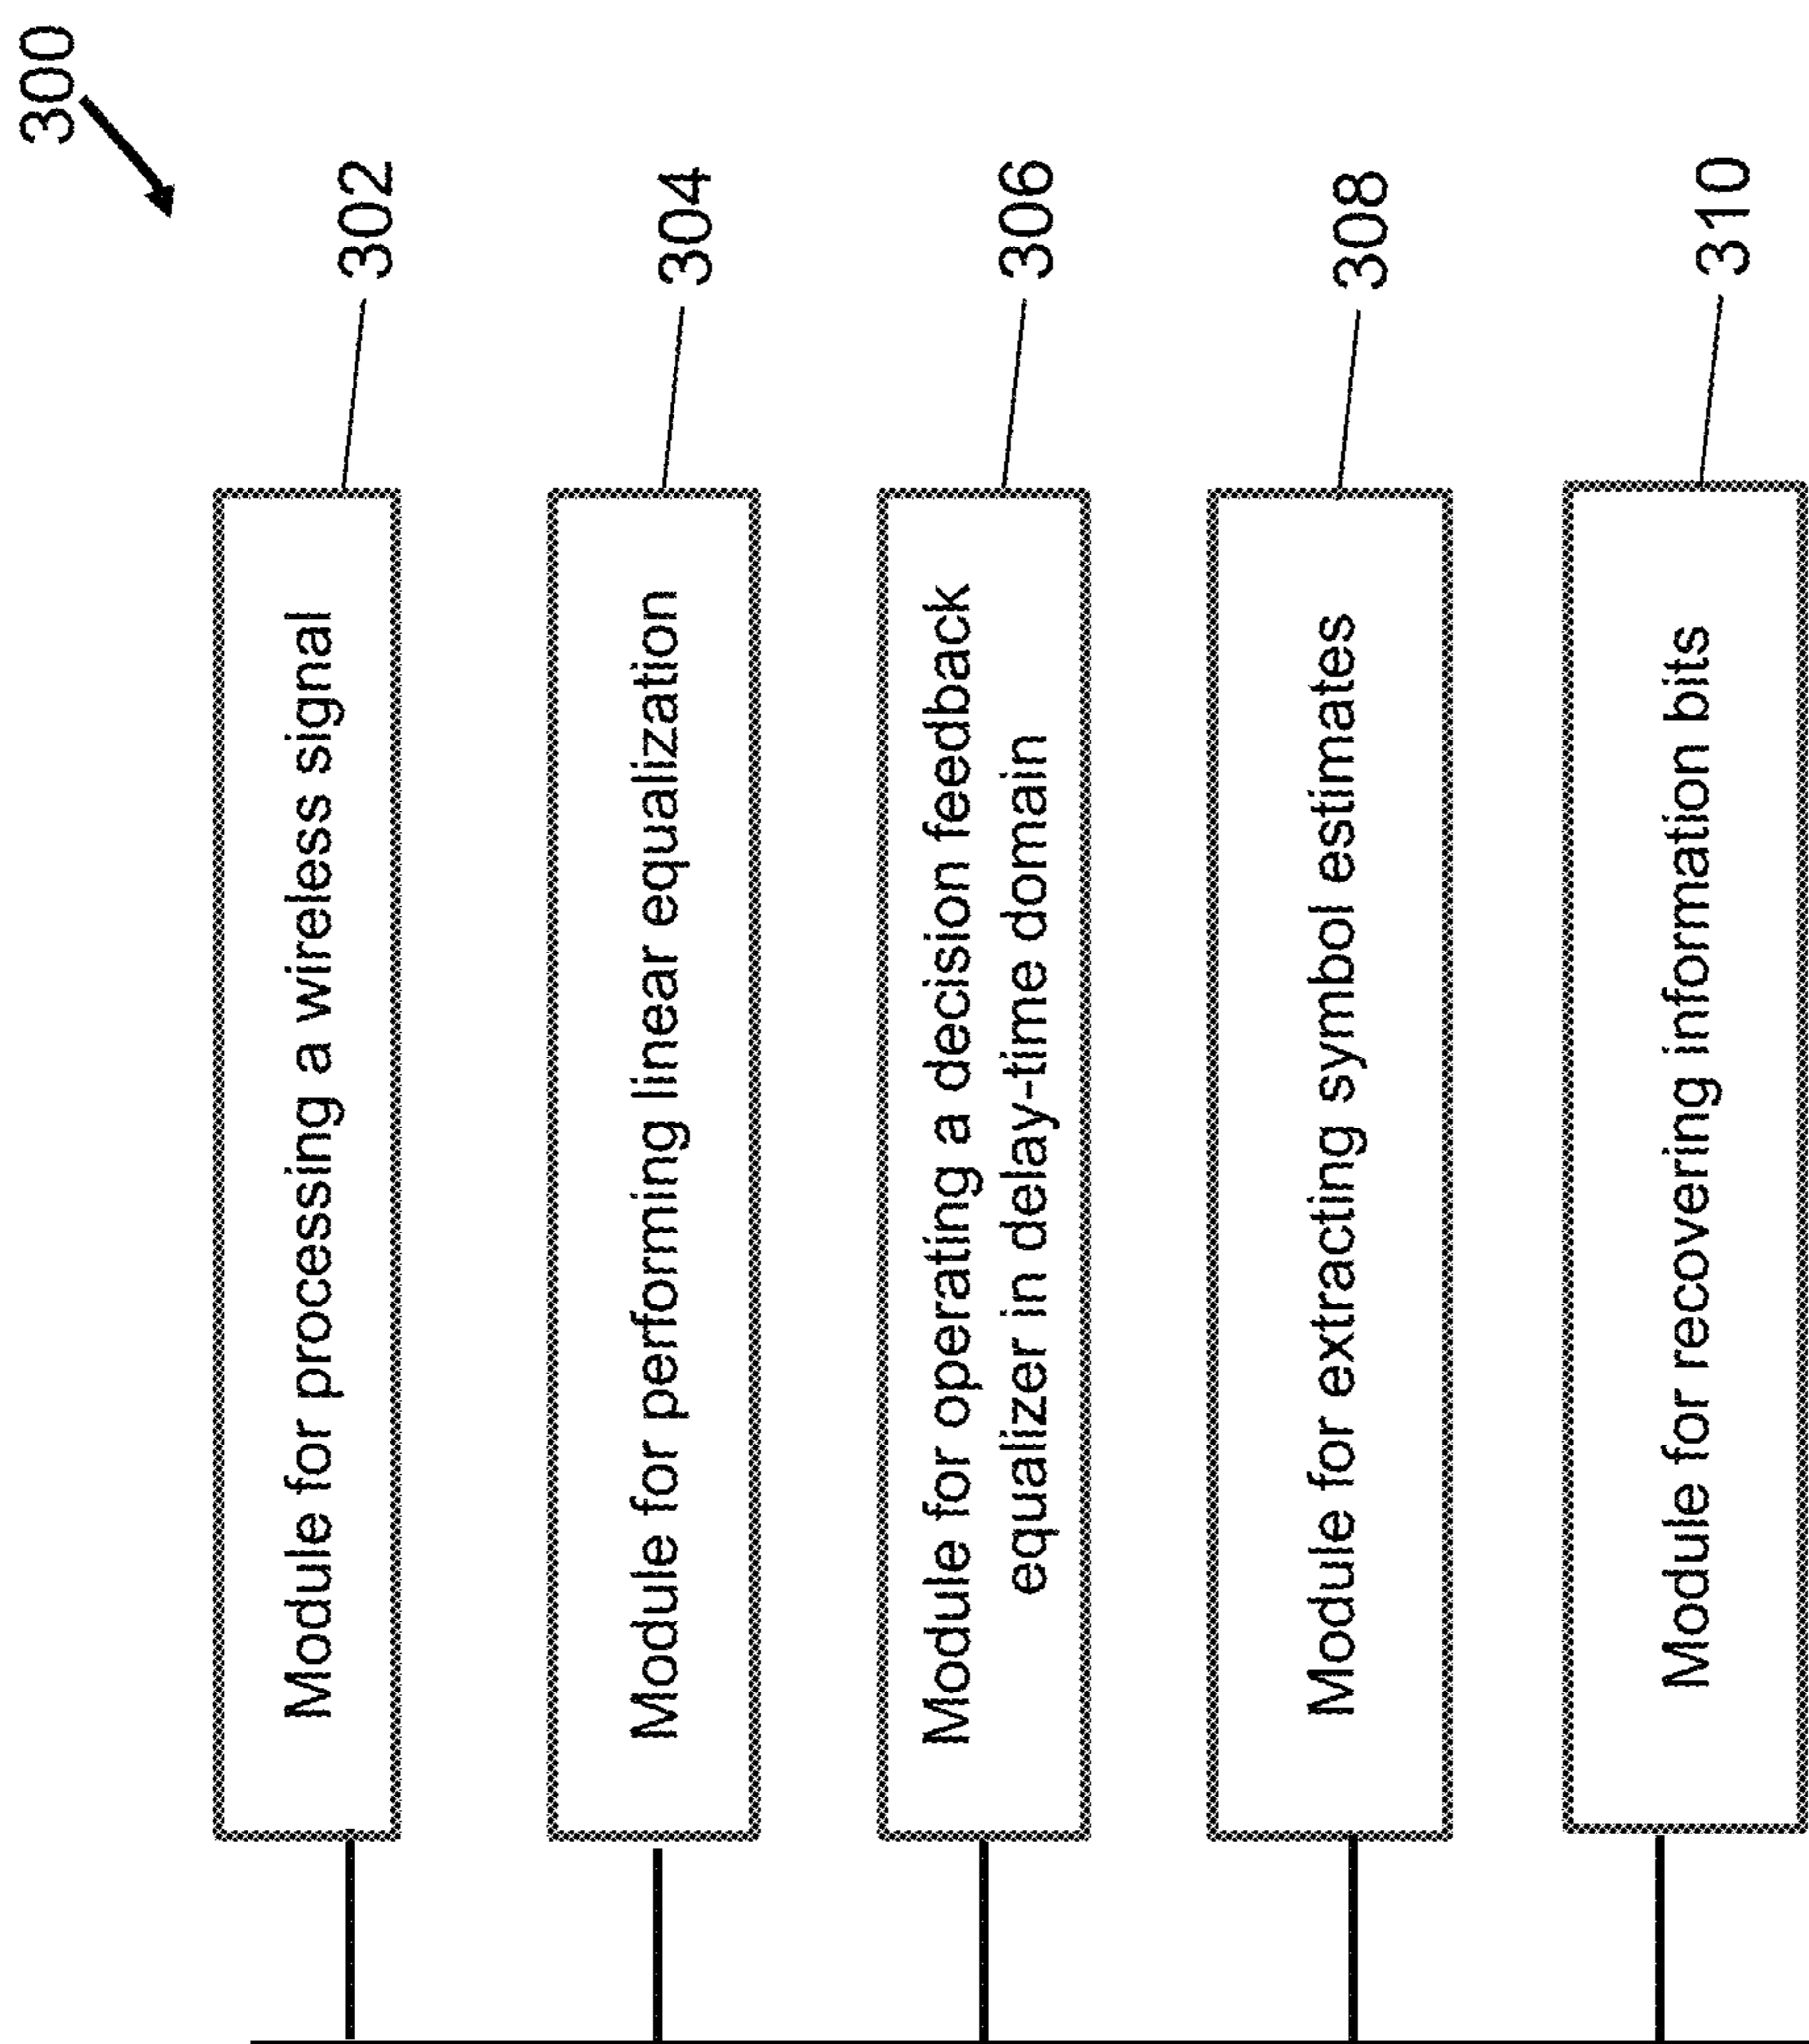 300
Module for processing a wireless signal
302
Module for performing linear equalization
304
Module for operating a decision feedback
equalizer in delay-time domain
306
Module for extracting symbol estimates
308
Module for recovering information bits
310